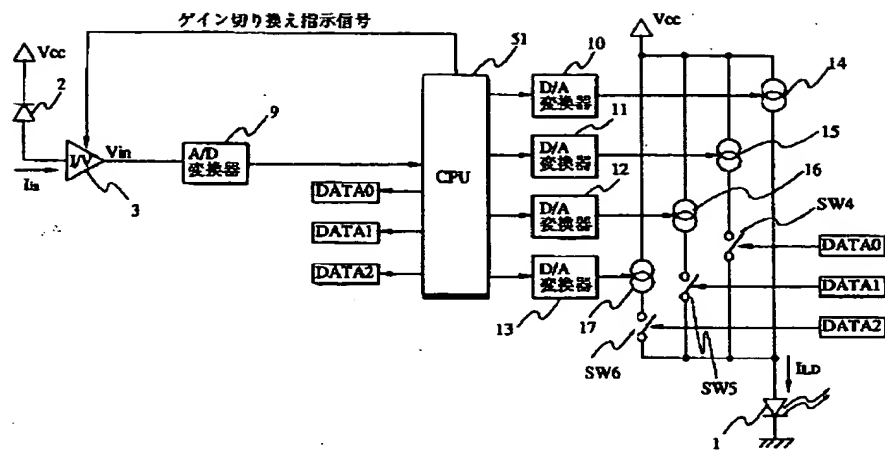 ゲイン切り換え指示信号
Vcc
2
I/V
Iin
3
Vin
9
A/D
変換器
DATA0
DATA1
DATA2
51
CPU
10
D/A
変換器
11
D/A
変換器
12
D/A
変換器
D/A
変換器
13
Vcc
14
15
16
17
SW4
SW5
SW6
DATA0
DATA1
DATA2
ILD
1